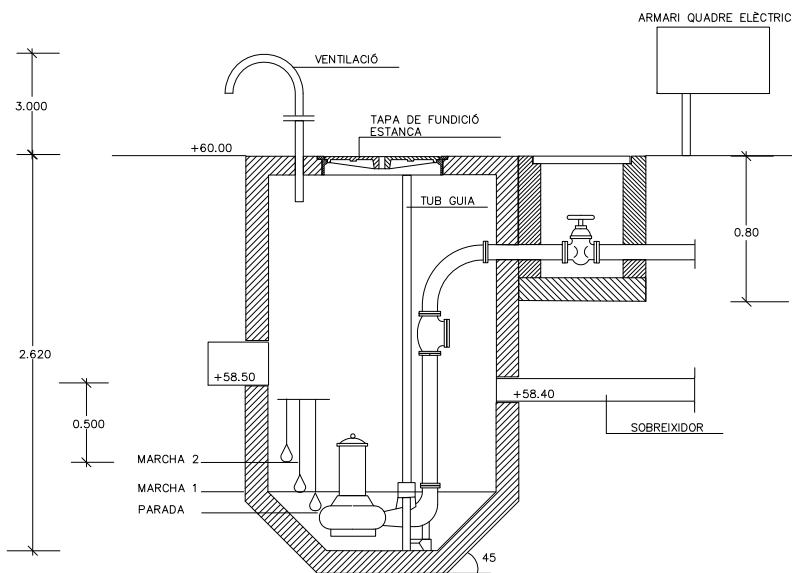 ARMARI QUADRE ELÈCTRIC
VENTILACIÓ
3.000
TAPA DE FUNDICIÓ
ESTANCA
+60.00
TUB GUIA
0.80
2.620
+58.50
+58.40
0.500
SOBREIXIDOR
MARCHA 2
MARCHA 1
PARADA
45